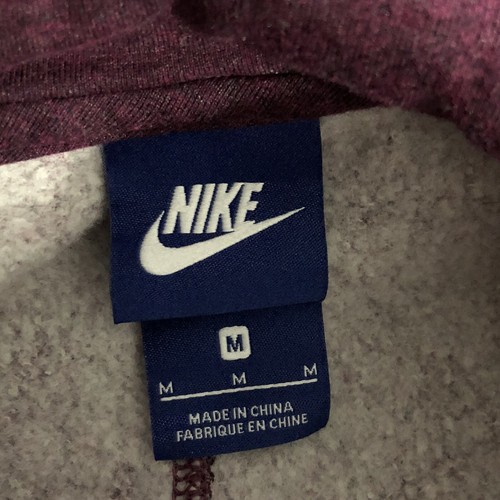 NIKE
M
M M M
MADE IN CHINA
FABRIQUE EN CHINE